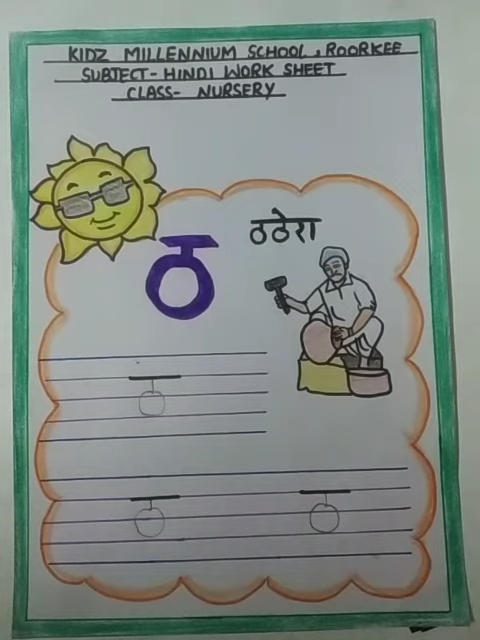 KIDZ MILLENNIUM SCHOOL, ROORKEE
SUBJECT- HINDI WORK SHEET
CLASS- NURSERY
ठठेरा
ठ
ठ
ठ ठ